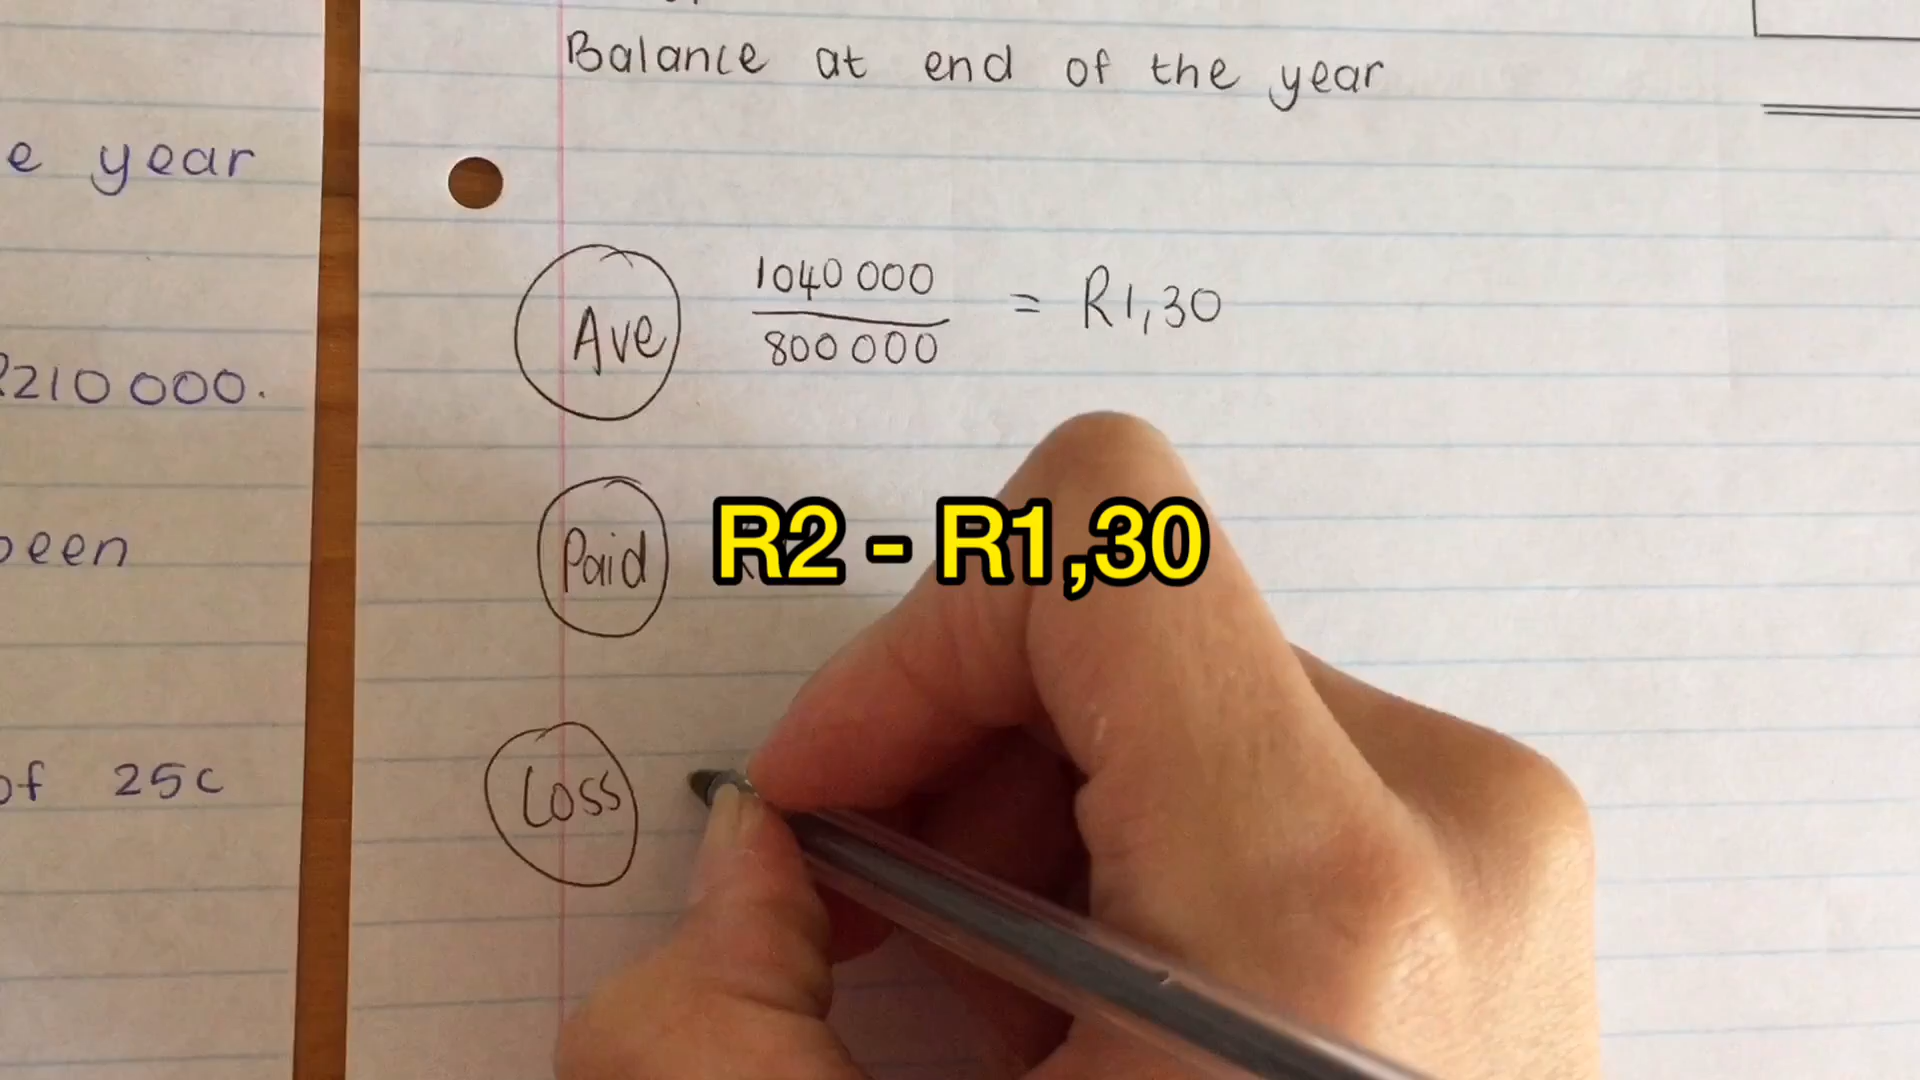 Balance at end of the year
e year
210 000.
been
of 25c
Ave 1040 000
800 000
= R1,30
Paid
R2 - R1,30
Loss